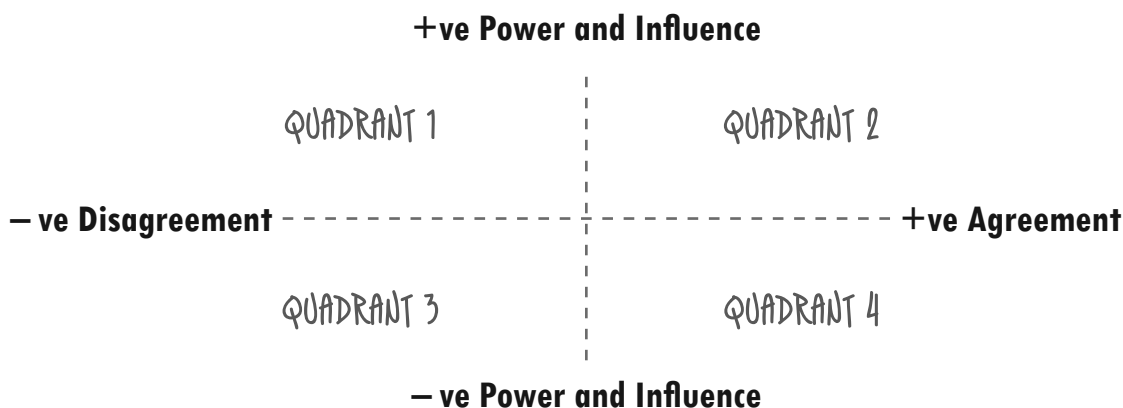 +ve Power and Influence
QUADRANT 1
QUADRANT 2
– ve Disagreement
+ve Agreement
QUADRANT 3
QUADRANT 4
– ve Power and Influence